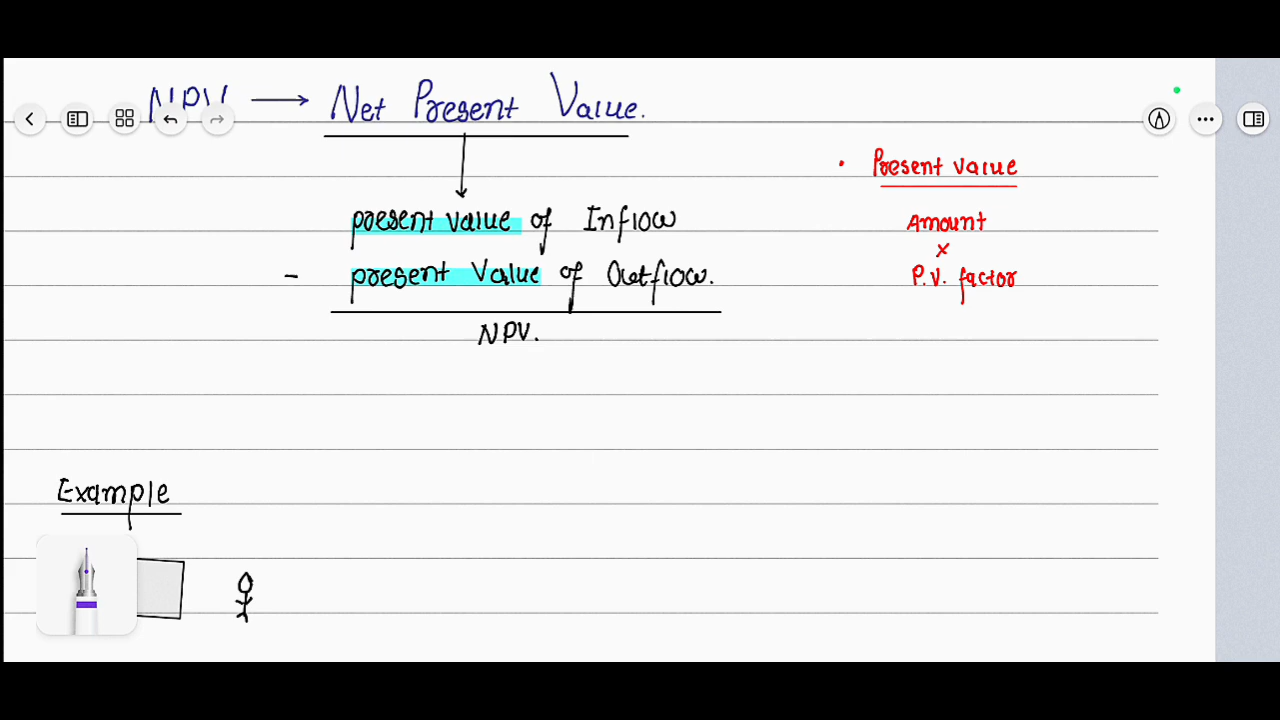 NPV → Net Present Value.
present value of Inflow
- present Value of Outflow.
NPV.
• Present value
Amount
×
P.V. factor
Example